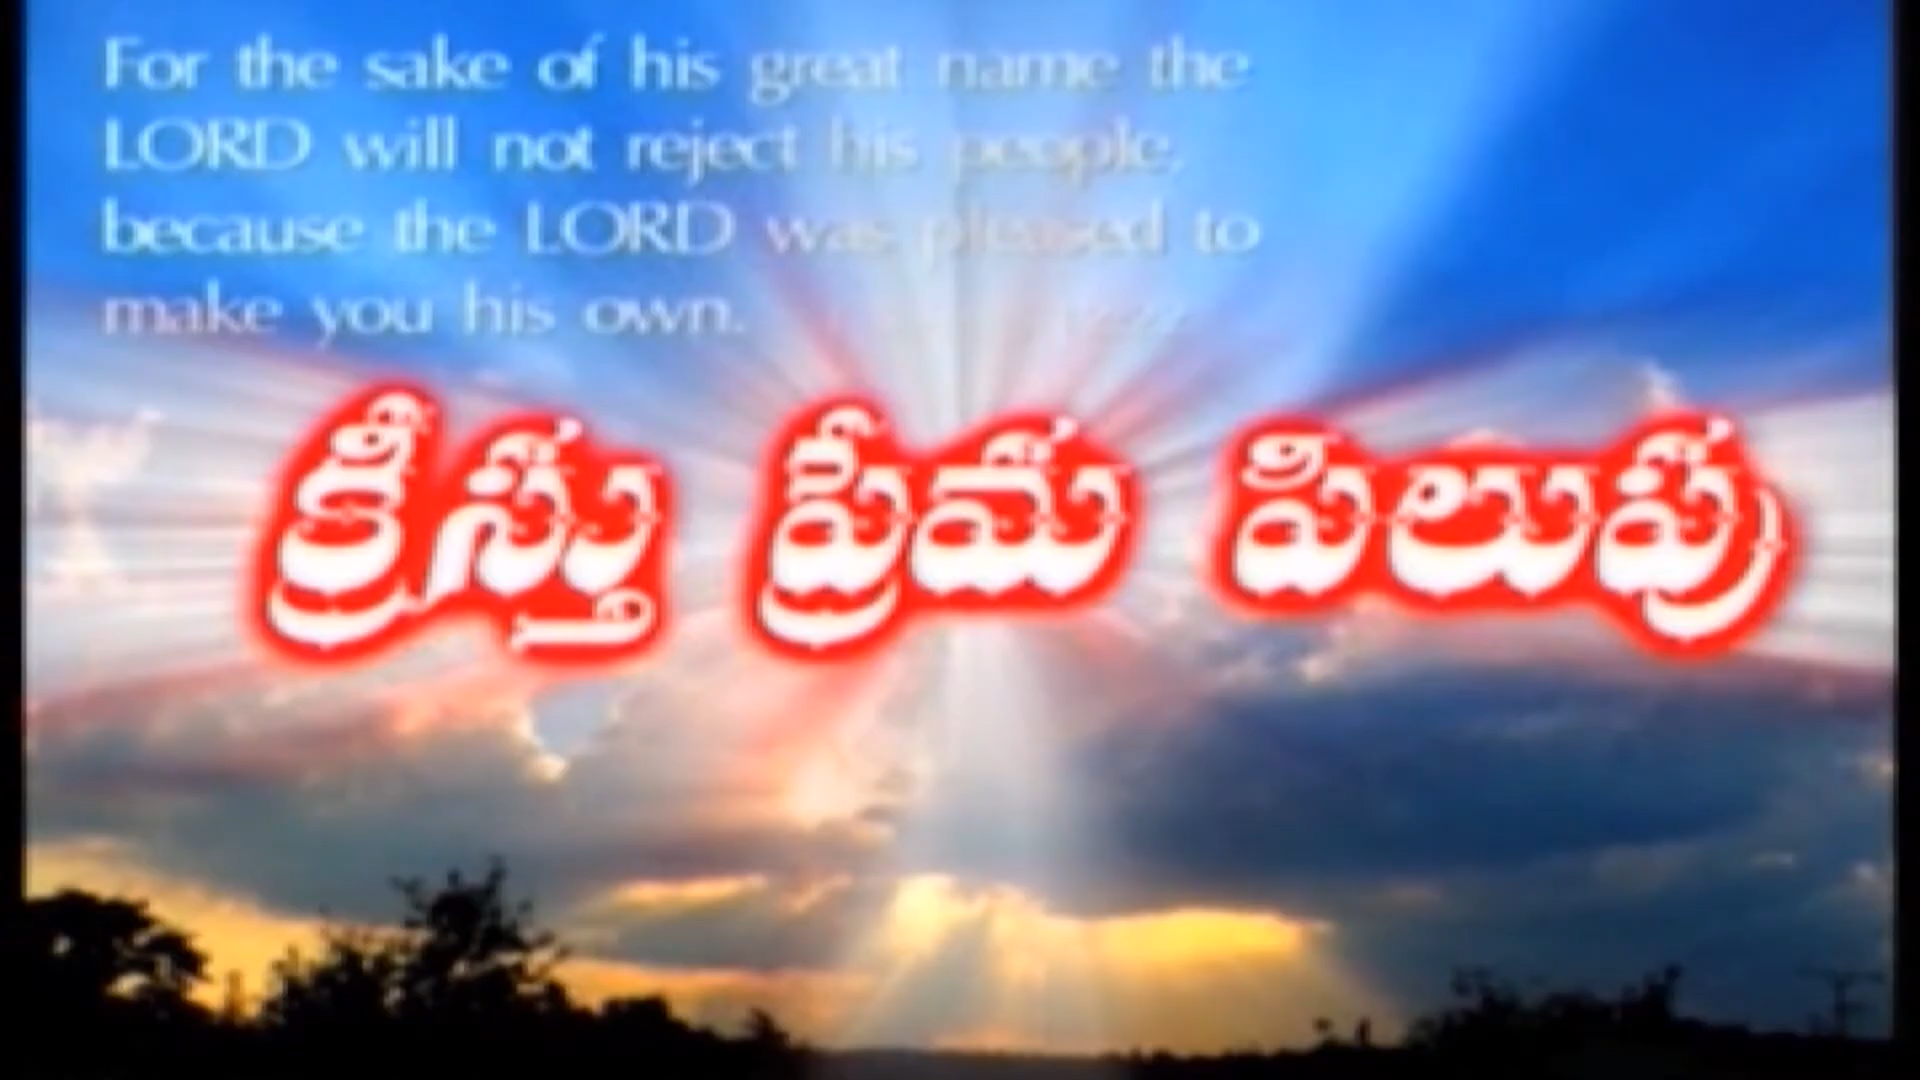 For the sake of his great name the
LORD will not reject his people,
because the LORD was pleased to
make you his own.
క్రీస్తు ప్రేమ పిలుపు